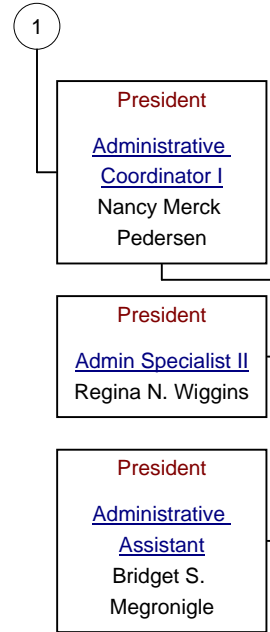 1
President
Administrative
Coordinator I
Nancy Merck
Pedersen
President
Admin Specialist II
Regina N. Wiggins
President
Administrative
Assistant
Bridget S.
Megronigle